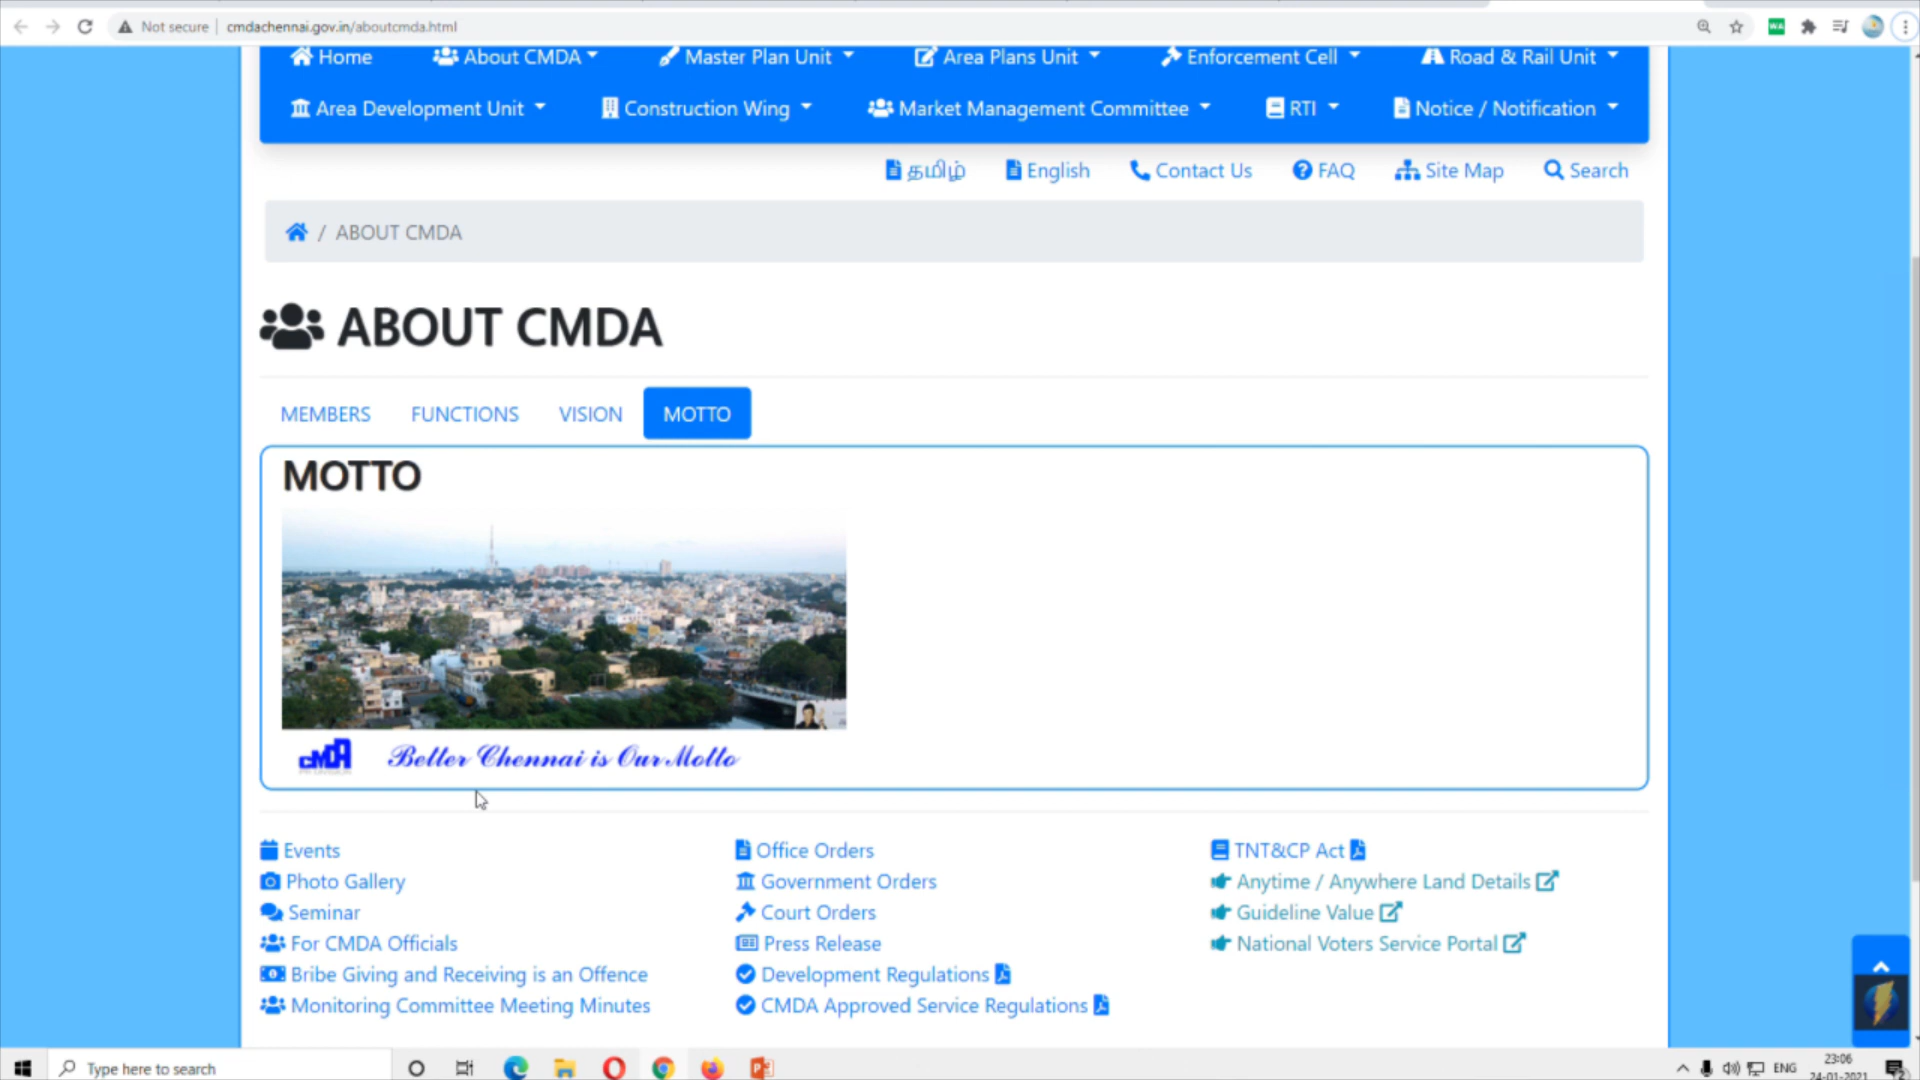 Not secure | cmdachennai.gov.in/aboutcmda.html
Home About CMDA Master Plan Unit Area Plans Unit Enforcement Cell Road & Rail Unit
Area Development Unit Construction Wing Market Management Committee RTI Notice / Notification
தமிழ் English Contact Us FAQ Site Map Search
/ ABOUT CMDA
ABOUT CMDA
MEMBERS FUNCTIONS VISION MOTTO
MOTTO
CMDA Better Chennai is Our Motto
Events
Photo Gallery
Seminar
For CMDA Officials
Bribe Giving and Receiving is an Offence
Monitoring Committee Meeting Minutes
Office Orders
Government Orders
Court Orders
Press Release
Development Regulations
CMDA Approved Service Regulations
TNT&CP Act
Anytime / Anywhere Land Details
Guideline Value
National Voters Service Portal
Type here to search
ENG
23:06
24-01-2021